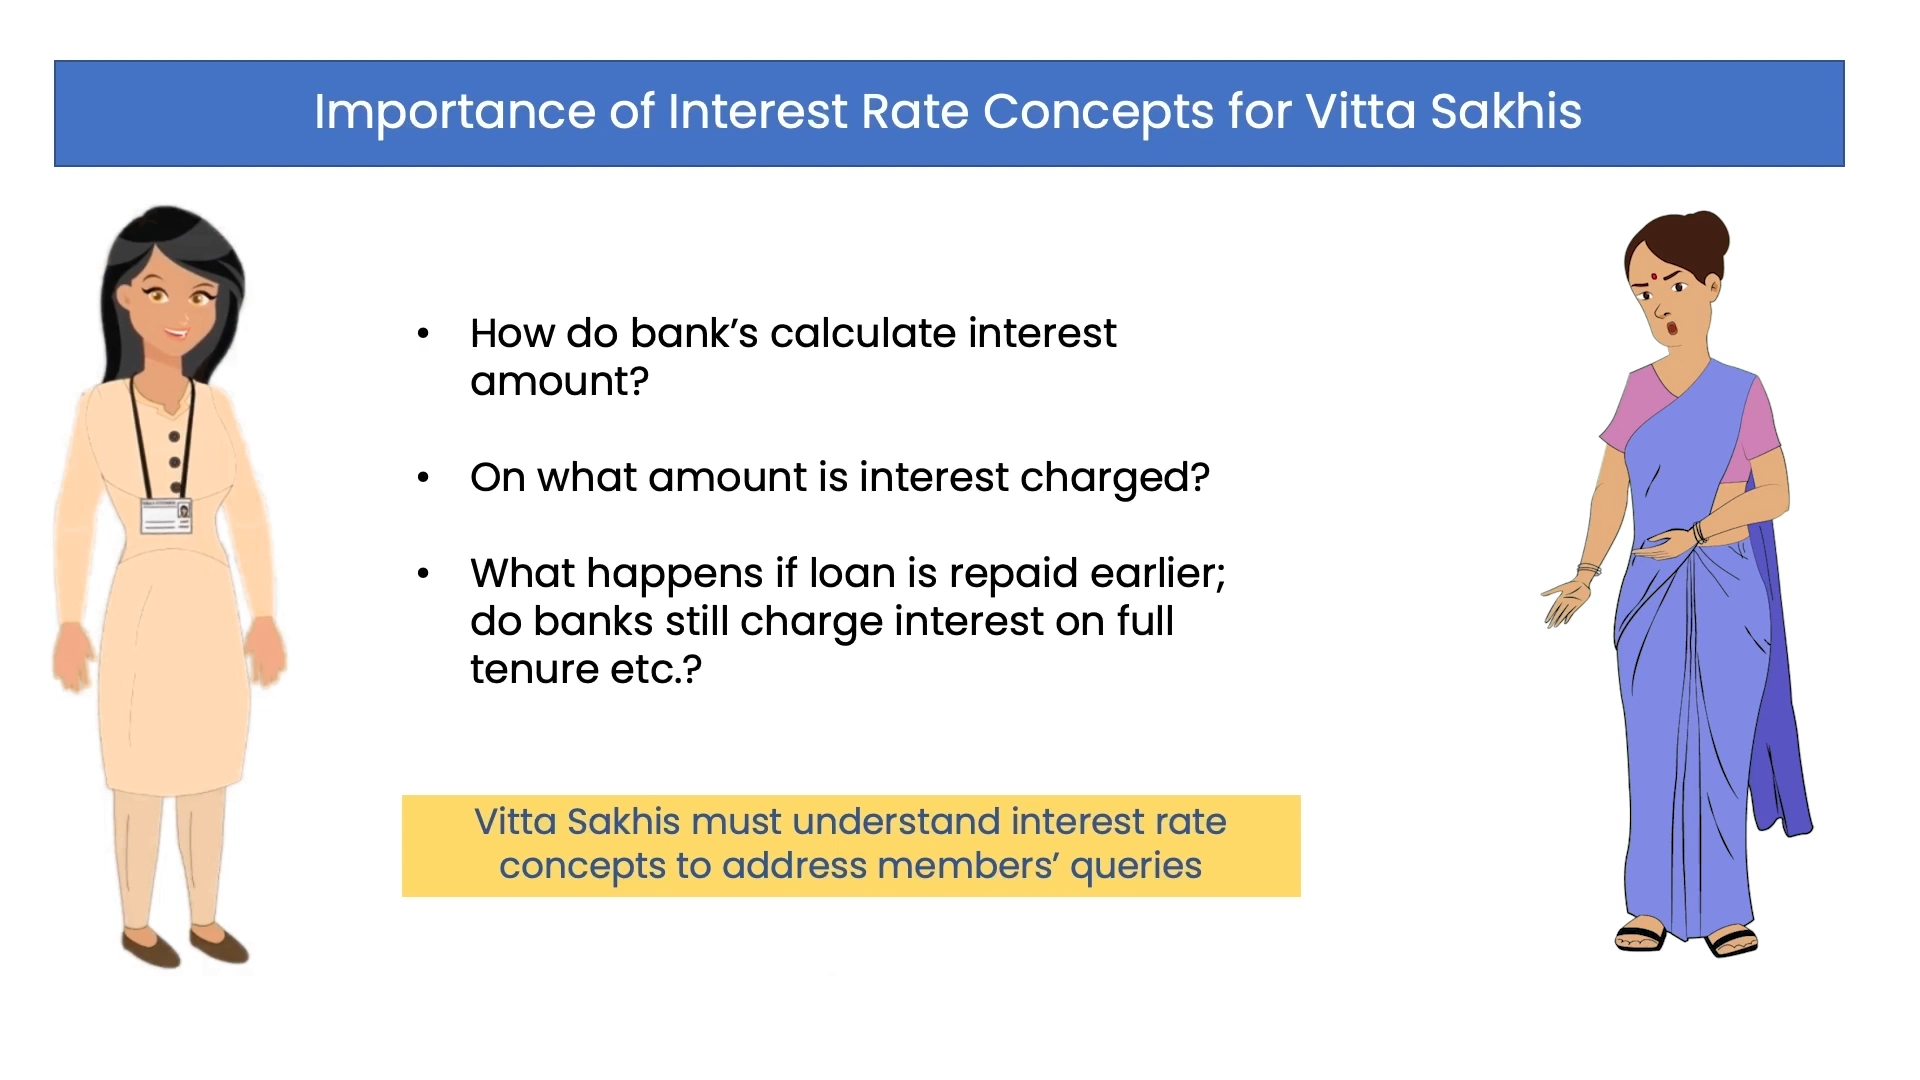 Importance of Interest Rate Concepts for Vitta Sakhis
• How do bank’s calculate interest
amount?
• On what amount is interest charged?
• What happens if loan is repaid earlier;
do banks still charge interest on full
tenure etc.?
Vitta Sakhis must understand interest rate
concepts to address members’ queries